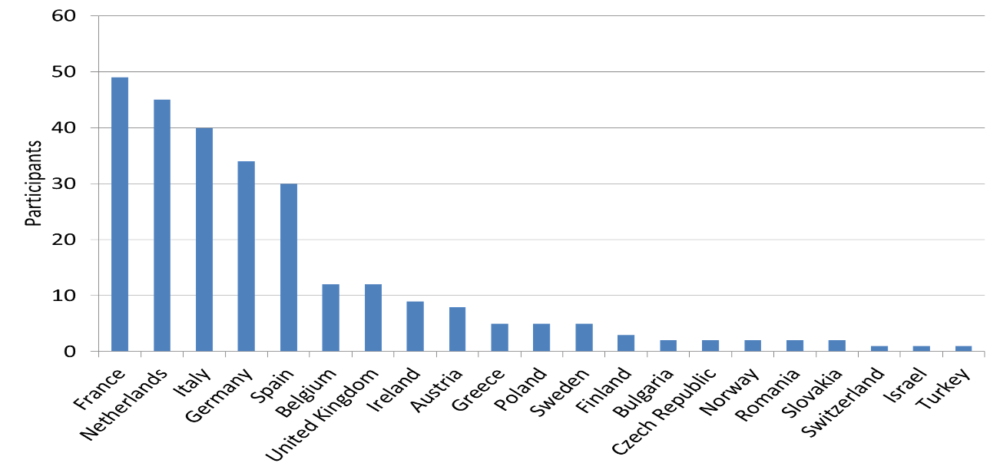 60
50
40
30
20
10
0
Participants
France
Netherlands
Italy
Germany
Spain
Belgium
United Kingdom
Ireland
Austria
Greece
Poland
Sweden
Finland
Bulgaria
Czech Republic
Norway
Romania
Slovakia
Switzerland
Israel
Turkey